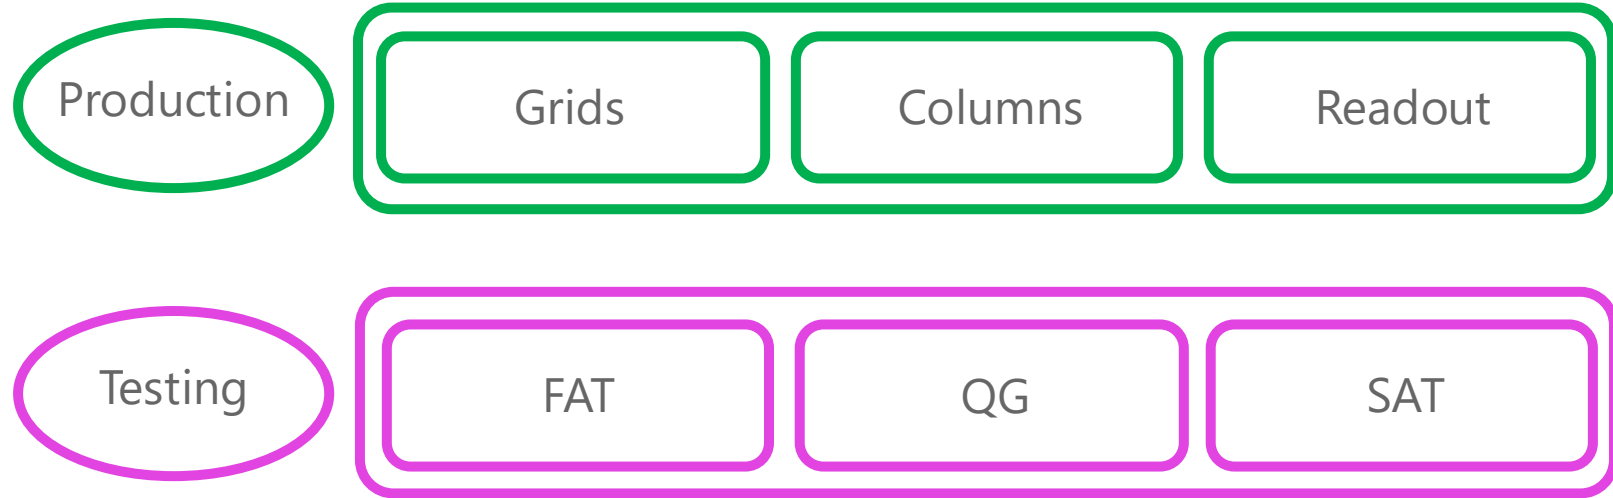 Production
Grids
Columns
Readout
Testing
FAT
QG
SAT